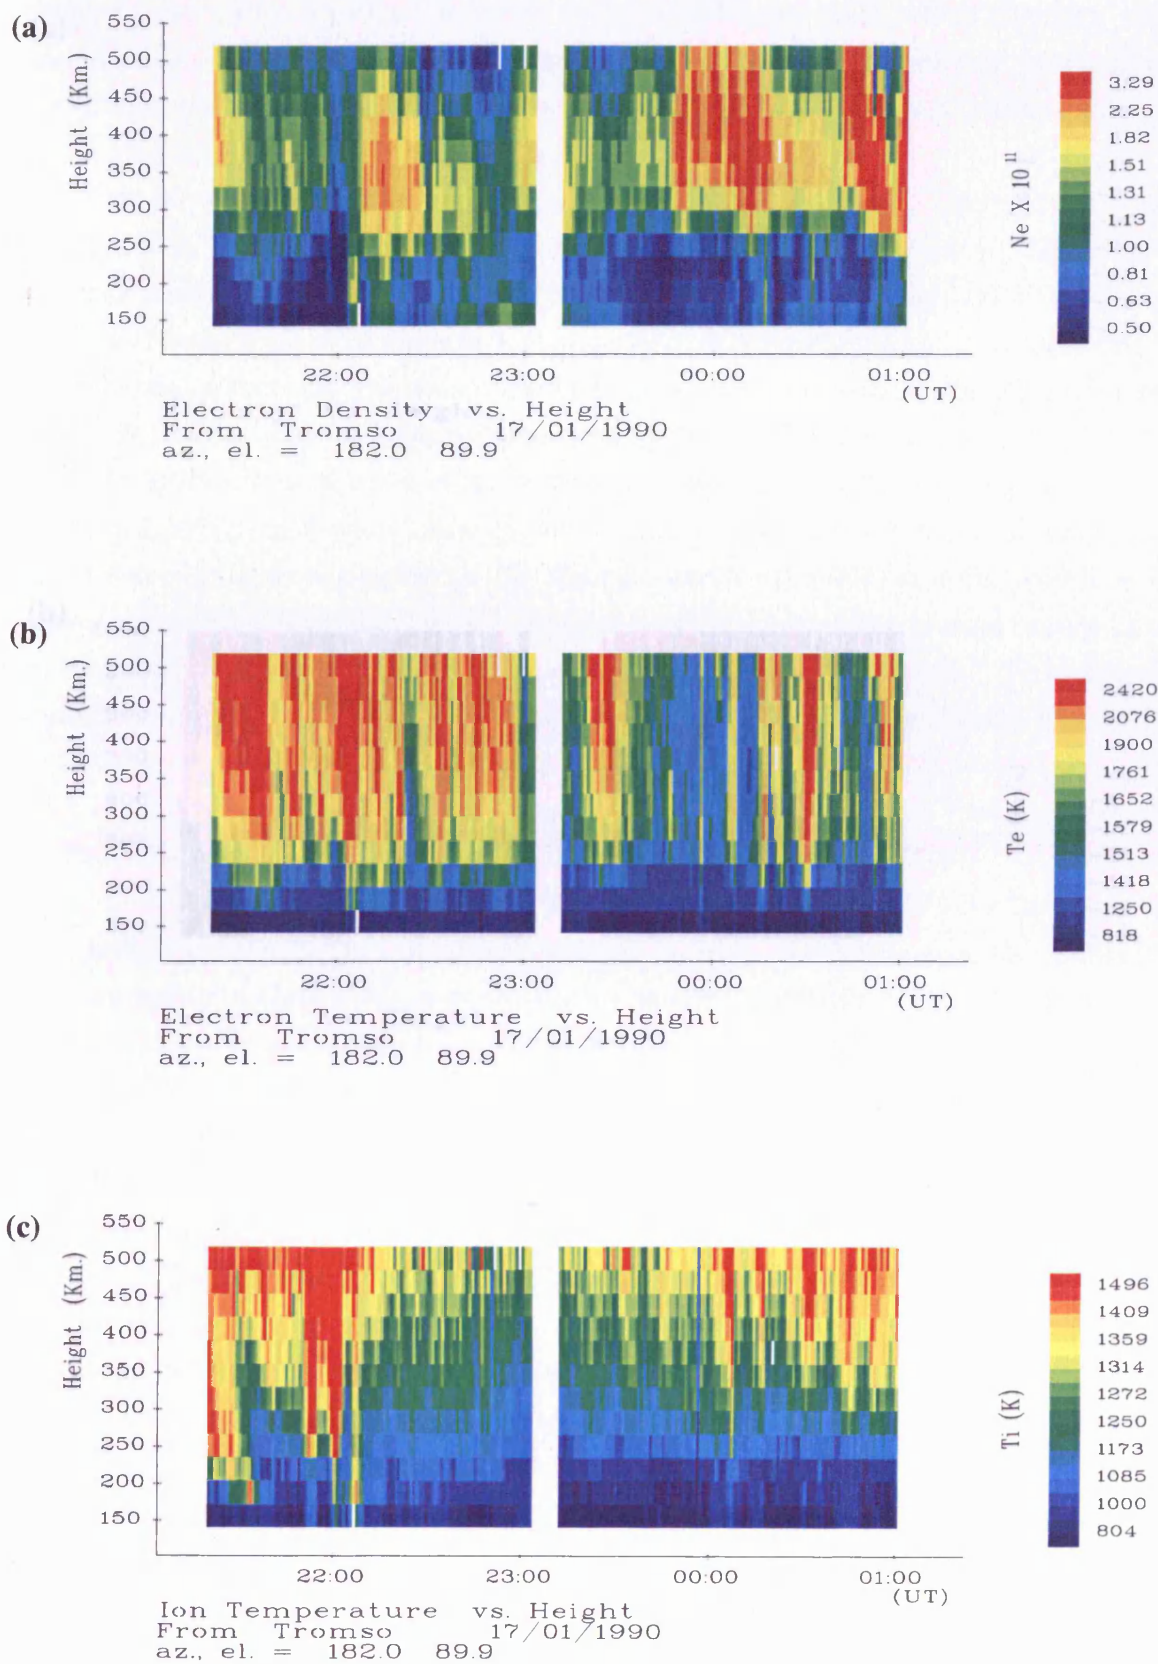 (a)
550
500
450
400
350
300
250
200
150
Height (Km.)
22:00 23:00 00:00 01:00
(UT)
Electron Density vs. Height
From Tromso 17/01/1990
az., el. = 182.0 89.9
Ne X 10^11
3.29
2.25
1.82
1.51
1.31
1.13
1.00
0.81
0.63
0.50
(b)
550
500
450
400
350
300
250
200
150
Height (Km.)
22:00 23:00 00:00 01:00
(UT)
Electron Temperature vs. Height
From Tromso 17/01/1990
az., el. = 182.0 89.9
Te (K)
2420
2076
1900
1761
1652
1579
1513
1418
1250
818
(c)
550
500
450
400
350
300
250
200
150
Height (Km.)
22:00 23:00 00:00 01:00
(UT)
Ion Temperature vs. Height
From Tromso 17/01/1990
az., el. = 182.0 89.9
Ti (K)
1496
1409
1359
1314
1272
1250
1173
1085
1000
804